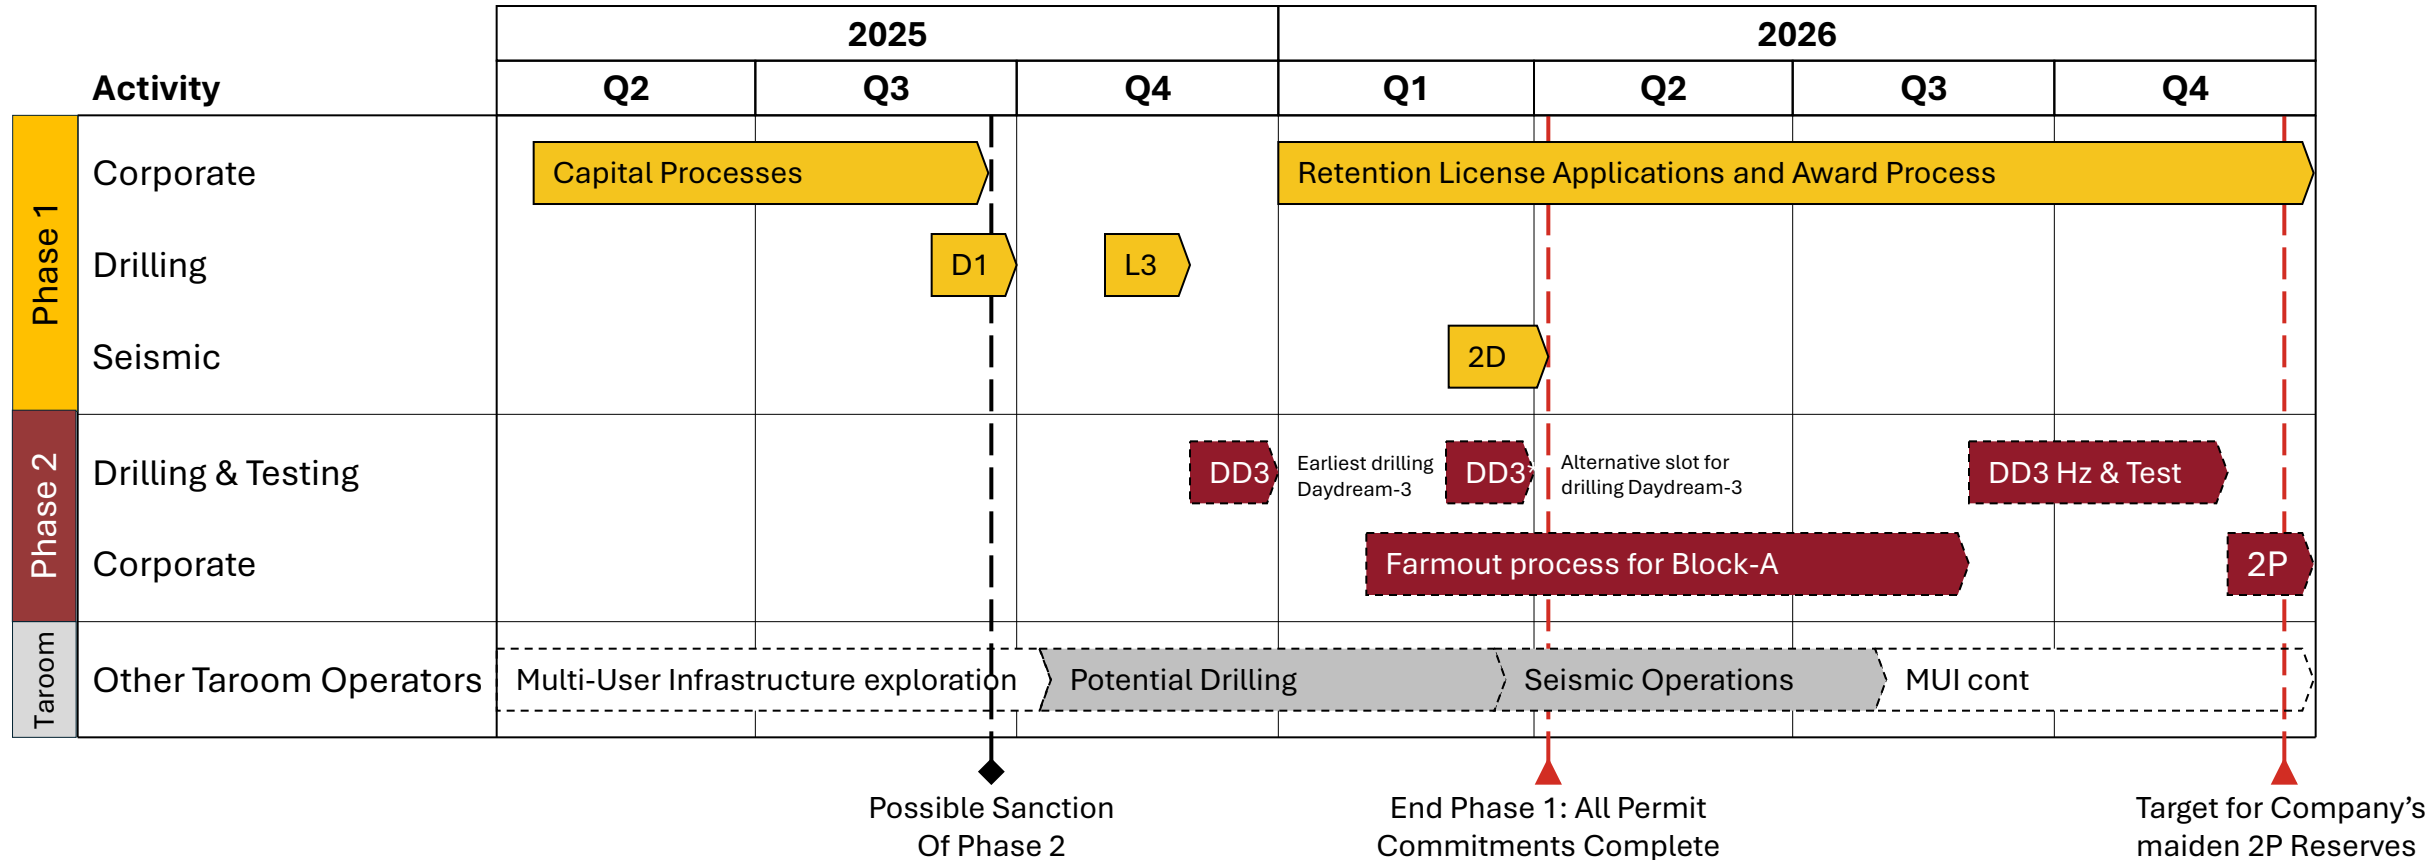 2025
2026
Activity
Q2
Q3
Q4
Q1
Q2
Q3
Q4
Phase 1
Corporate
Capital Processes
Retention License Applications and Award Process
Drilling
D1
L3
Seismic
2D
Phase 2
Drilling & Testing
DD3
Earliest drilling
Daydream-3
DD3*
Alternative slot for
drilling Daydream-3
DD3 Hz & Test
Corporate
Farmout process for Block-A
2P
Taroom
Other Taroom Operators
Multi-User Infrastructure exploration
Potential Drilling
Seismic Operations
MUI cont
Possible Sanction
Of Phase 2
End Phase 1: All Permit
Commitments Complete
Target for Company’s
maiden 2P Reserves